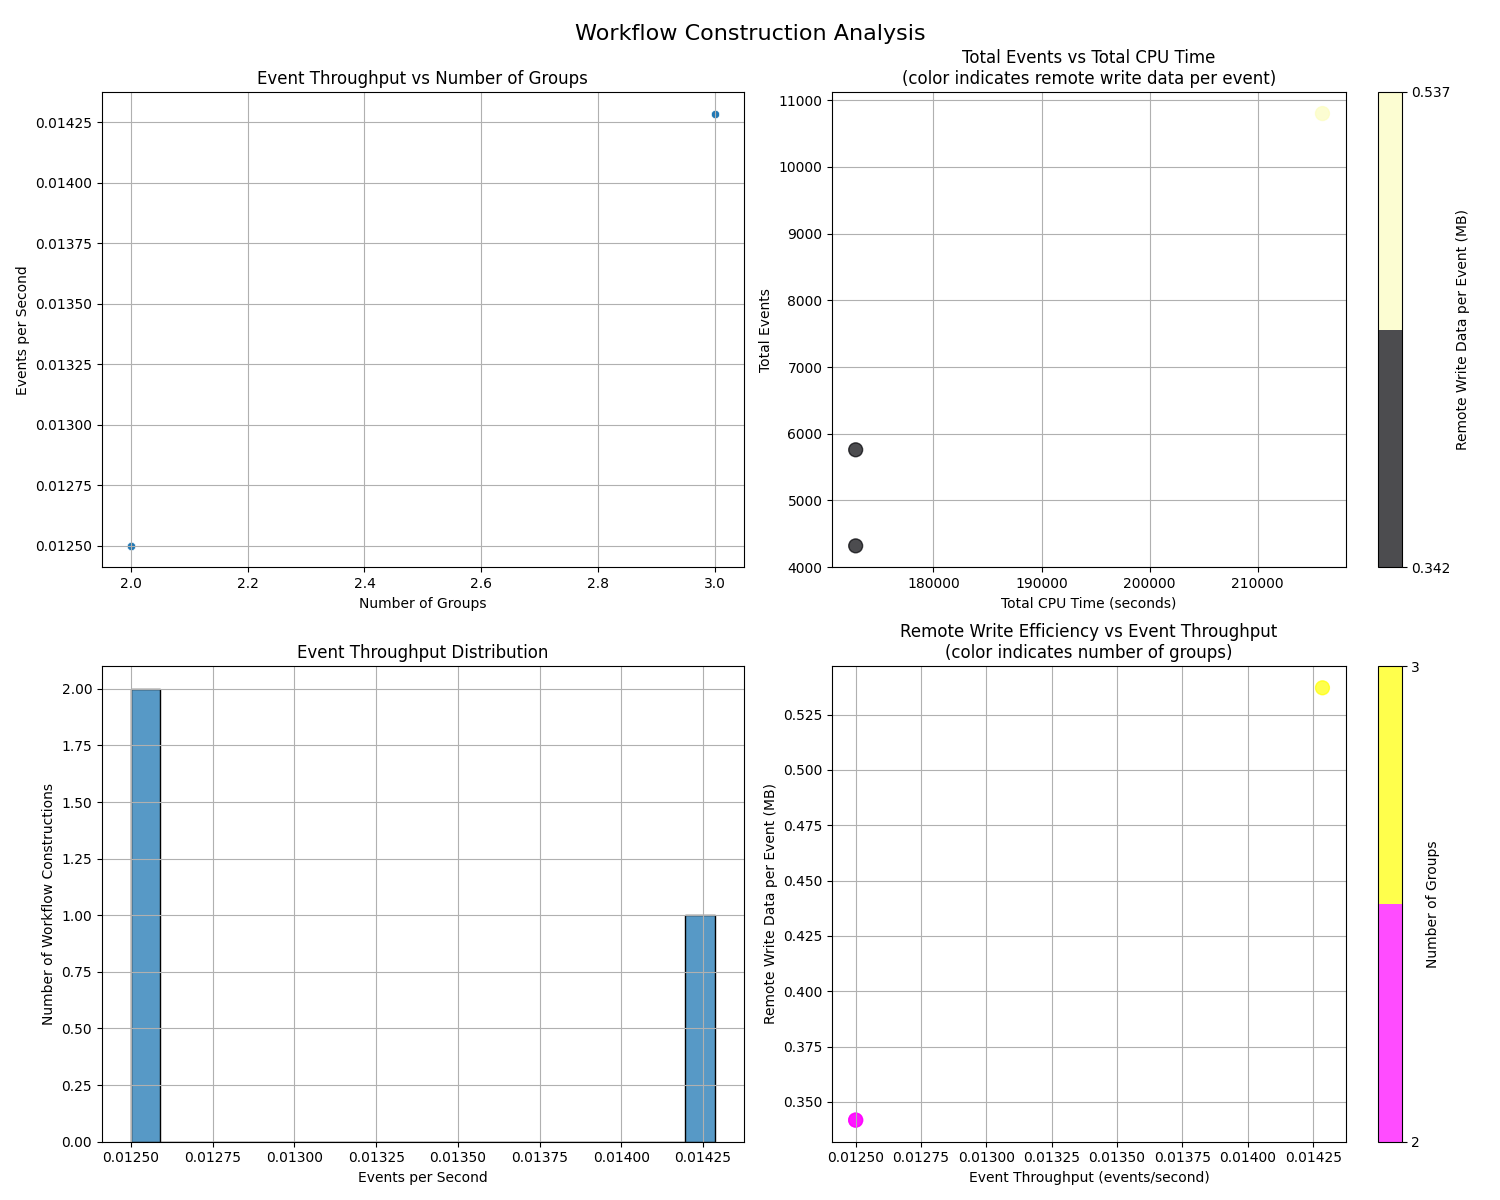 Workflow Construction Analysis
Event Throughput vs Number of Groups
0.01425
0.01400
0.01375
0.01350
0.01325
0.01300
0.01275
0.01250
Events per Second
2.0 2.2 2.4 2.6 2.8 3.0
Number of Groups
Total Events vs Total CPU Time
(color indicates remote write data per event)
11000
10000
9000
8000
7000
6000
5000
4000
Total Events
180000 190000 200000 210000
Total CPU Time (seconds)
0.537
0.342
Remote Write Data per Event (MB)
Event Throughput Distribution
2.00
1.75
1.50
1.25
1.00
0.75
0.50
0.25
0.00
Number of Workflow Constructions
0.01250 0.01275 0.01300 0.01325 0.01350 0.01375 0.01400 0.01425
Events per Second
Remote Write Efficiency vs Event Throughput
(color indicates number of groups)
0.525
0.500
0.475
0.450
0.425
0.400
0.375
0.350
Remote Write Data per Event (MB)
0.01250 0.01275 0.01300 0.01325 0.01350 0.01375 0.01400 0.01425
Event Throughput (events/second)
3
2
Number of Groups